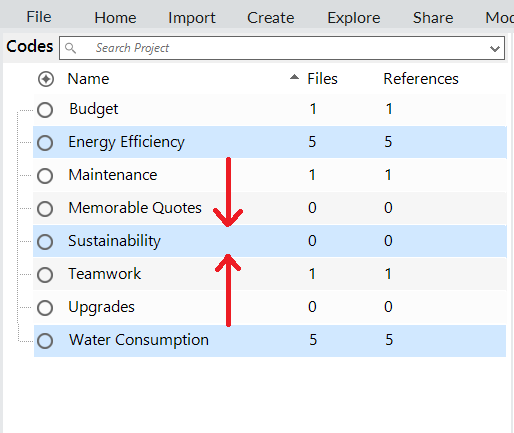 File Home Import Create Explore Share Mod
Codes Search Project
Name Files References
Budget 1 1
Energy Efficiency 5 5
Maintenance 1 1
Memorable Quotes 0 0
Sustainability 0 0
Teamwork 1 1
Upgrades 0 0
Water Consumption 5 5